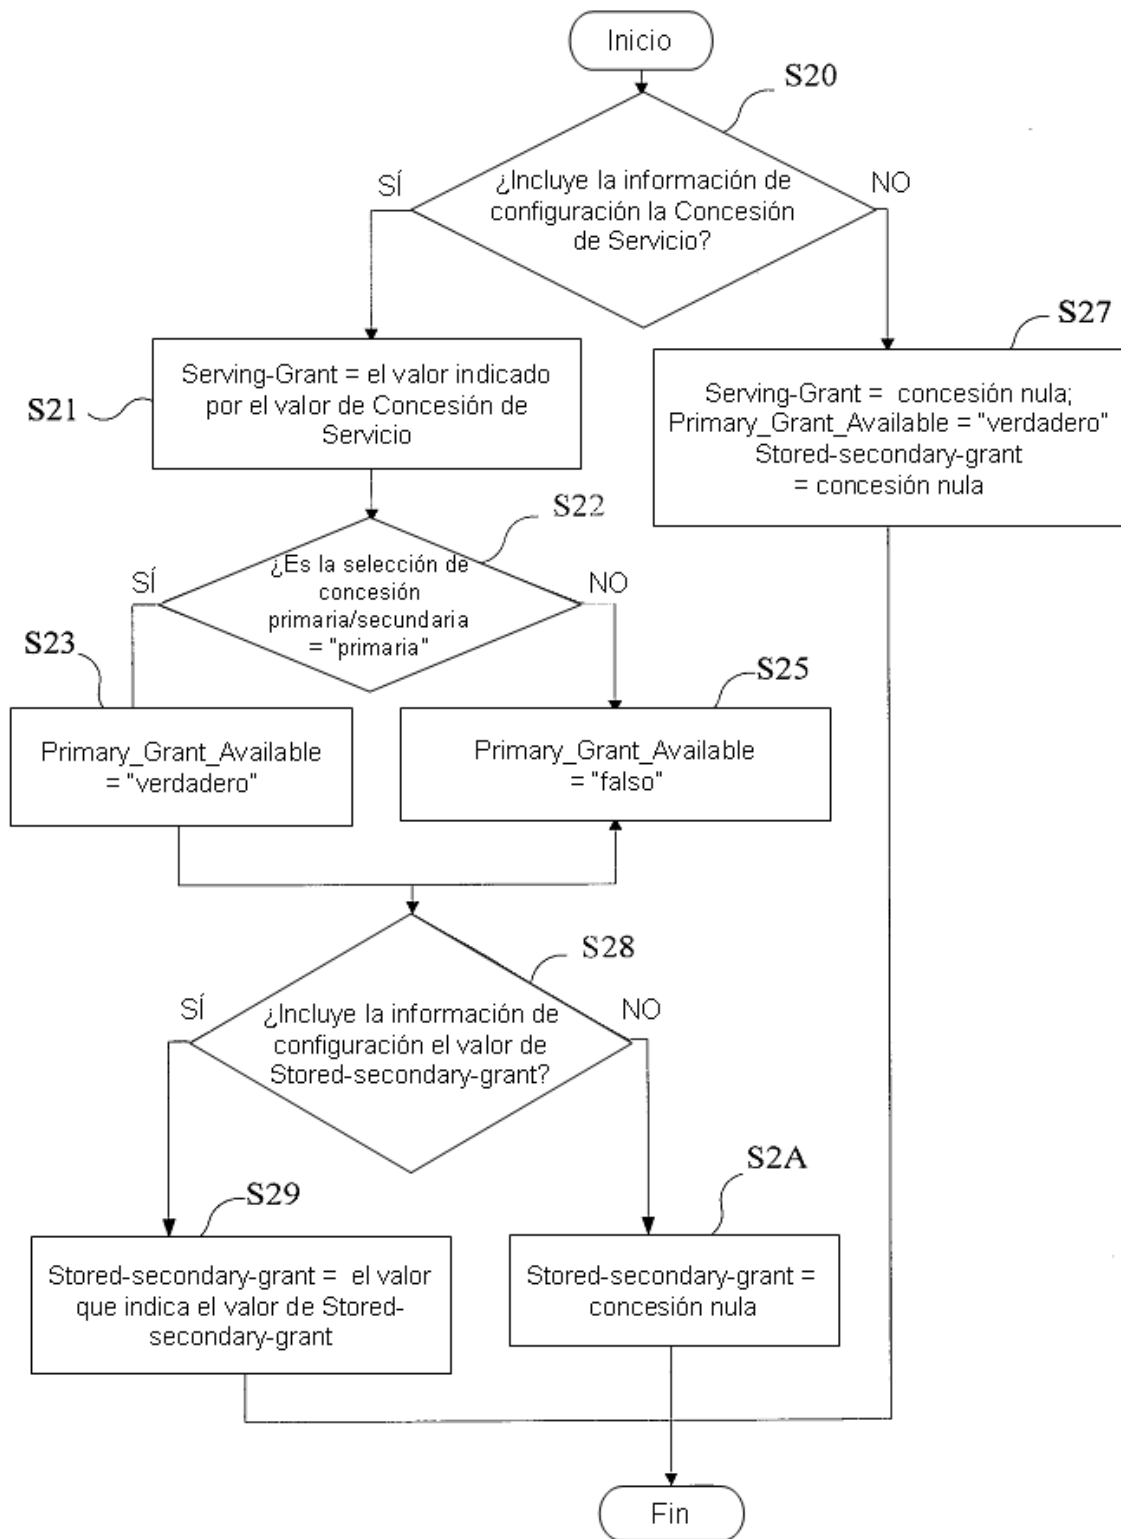 Inicio
S20
SÍ
¿Incluye la información de
configuración la Concesión
de Servicio?
NO
S27
S21
Serving-Grant = el valor indicado
por el valor de Concesión de
Servicio
Serving-Grant = concesión nula;
Primary_Grant_Available = "verdadero"
Stored-secondary-grant
= concesión nula
S22
SÍ
¿Es la selección de
concesión
primaria/secundaria
= "primaria"
NO
S23
S25
Primary_Grant_Available
= "verdadero"
Primary_Grant_Available
= "falso"
S28
SÍ
¿Incluye la información de
configuración el valor de
Stored-secondary-grant?
NO
S29
S2A
Stored-secondary-grant = el valor
que indica el valor de Stored-
secondary-grant
Stored-secondary-grant =
concesión nula
Fin